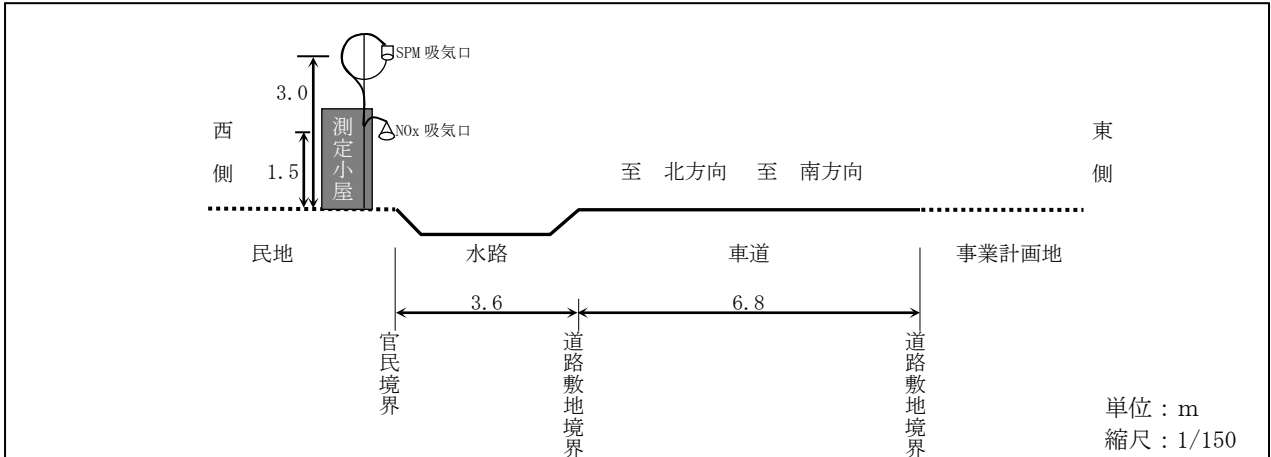 SPM 吸気口
3.0
NOx 吸気口
測定小屋
西側
1.5
至 北方向 至 南方向
東側
民地
水路
車道
事業計画地
3.6
6.8
官民境界
道路敷地境界
道路敷地境界
単位：m
縮尺：1/150